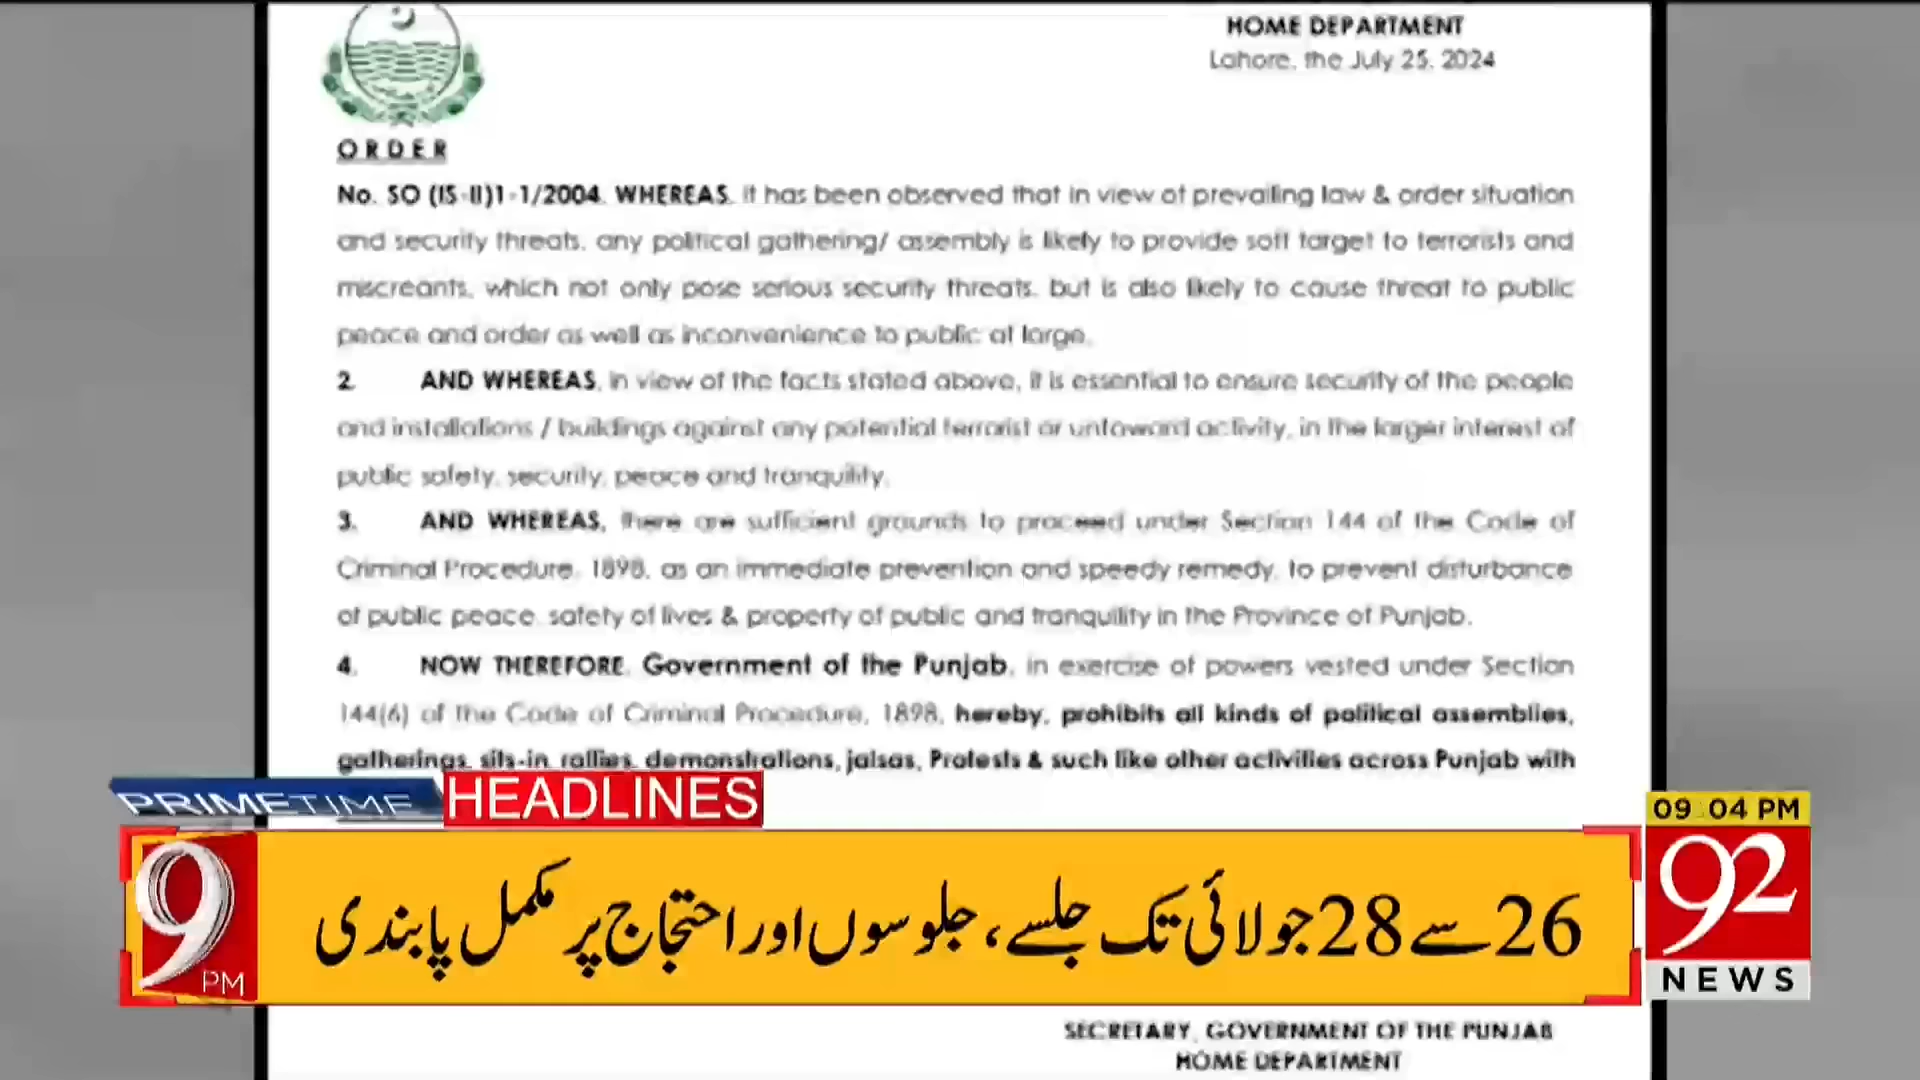 HOME DEPARTMENT
Lahore, the July 25, 2024
ORDER
No. SO (IS-II)1-1/2004. WHEREAS, it has been observed that in view of prevailing law & order situation
and security threats, any political gathering/ assembly is likely to provide soft target to terrorists and
miscreants, which not only pose serious security threats, but is also likely to cause threat to public
peace and order as well as inconvenience to public at large.
2. AND WHEREAS, in view of the facts stated above, it is essential to ensure security of the people
and installations / buildings against any potential terrorist or untoward activity, in the larger interest of
public safety, security, peace and tranquility.
3. AND WHEREAS, there are sufficient grounds to proceed under Section 144 of the Code of
Criminal Procedure, 1898, as an immediate prevention and speedy remedy, to prevent disturbance
of public peace, safety of lives & property of public and tranquility in the Province of Punjab.
4. NOW THEREFORE, Government of the Punjab, in exercise of powers vested under Section
144(6) of the Code of Criminal Procedure, 1898, hereby, prohibits all kinds of political assemblies,
gatherings, sits-in, rallies, demonstrations, jalsas, Protests & such like other activities across Punjab with
PRIMETIME HEADLINES
09:04 PM
9 PM
26 سے 28 جولائی تک جلسے، جلوسوں اور احتجاج پر مکمل پابندی
92
NEWS
SECRETARY, GOVERNMENT OF THE PUNJAB
HOME DEPARTMENT